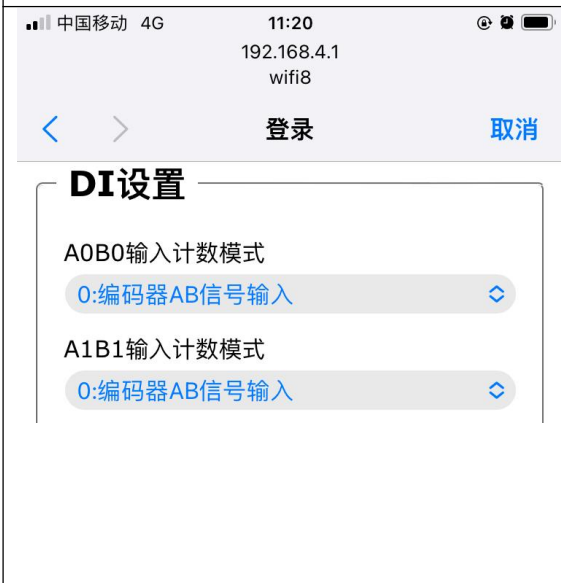 中国移动 4G 11:20
192.168.4.1
wifi8
登录 取消
DI设置
A0B0输入计数模式
0:编码器AB信号输入
A1B1输入计数模式
0:编码器AB信号输入